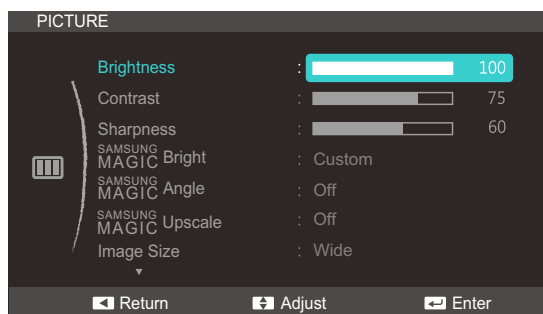 PICTURE
Brightness : 100
Contrast : 75
Sharpness : 60
SAMSUNG MAGIC Bright : Custom
SAMSUNG MAGIC Angle : Off
SAMSUNG MAGIC Upscale : Off
Image Size : Wide
Return Adjust Enter